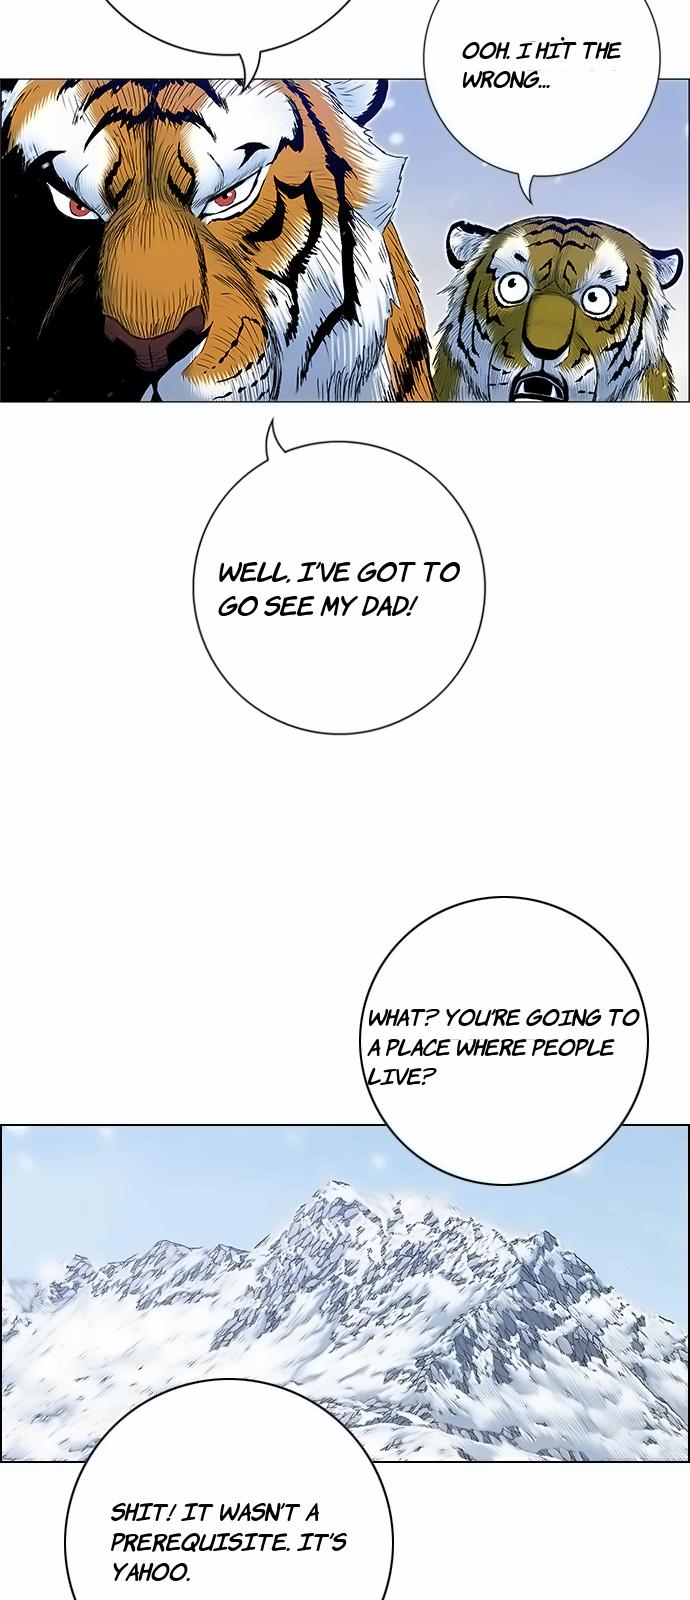 OOH. I HIT THE
WRONG...
WELL, I'VE GOT TO
GO SEE MY DAD!
WHAT? YOU'RE GOING TO
A PLACE WHERE PEOPLE
LIVE?
SHIT! IT WASN'T A
PREREQUISITE. IT'S
YAHOO.